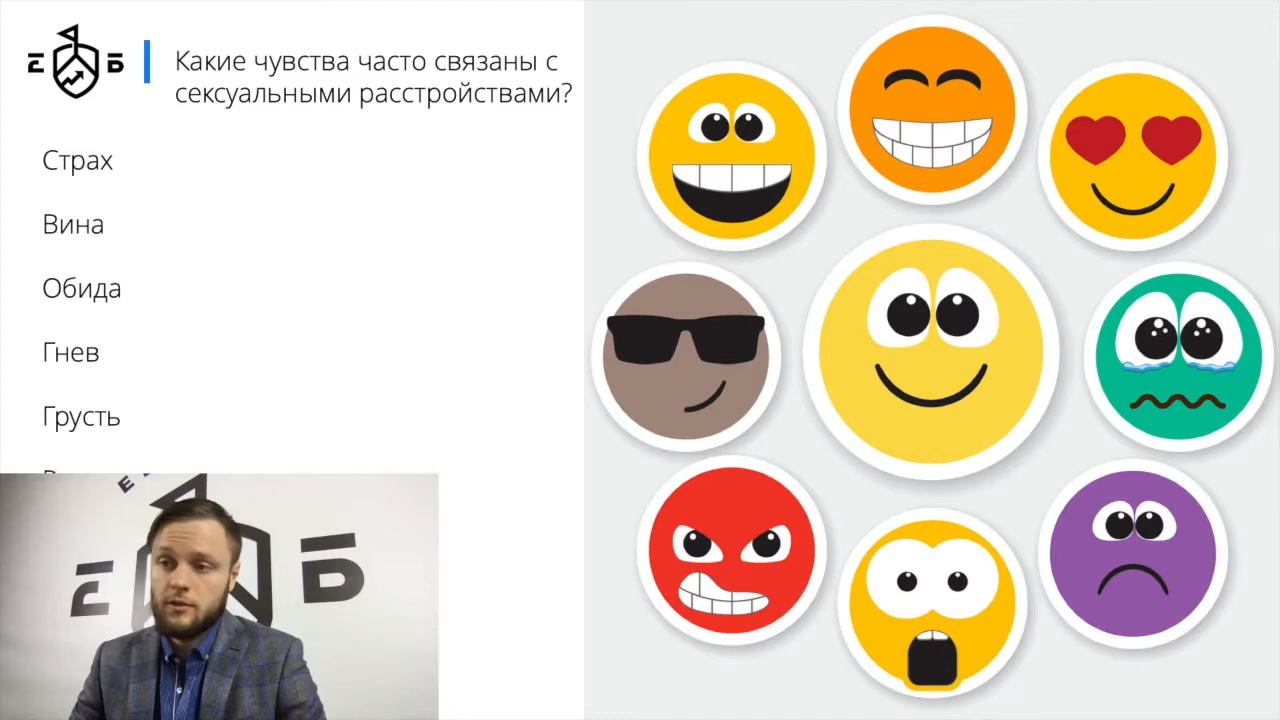 Е Б
Какие чувства часто связаны с
сексуальными расстройствами?
Страх
Вина
Обида
Гнев
Грусть
Е Б